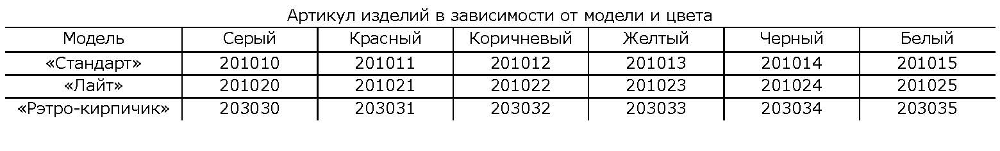 Артикул изделий в зависимости от модели и цвета
Модель Серый Красный Коричневый Желтый Черный Белый
«Стандарт» 201010 201011 201012 201013 201014 201015
«Лайт» 201020 201021 201022 201023 201024 201025
«Рэтро-кирпичик» 203030 203031 203032 203033 203034 203035